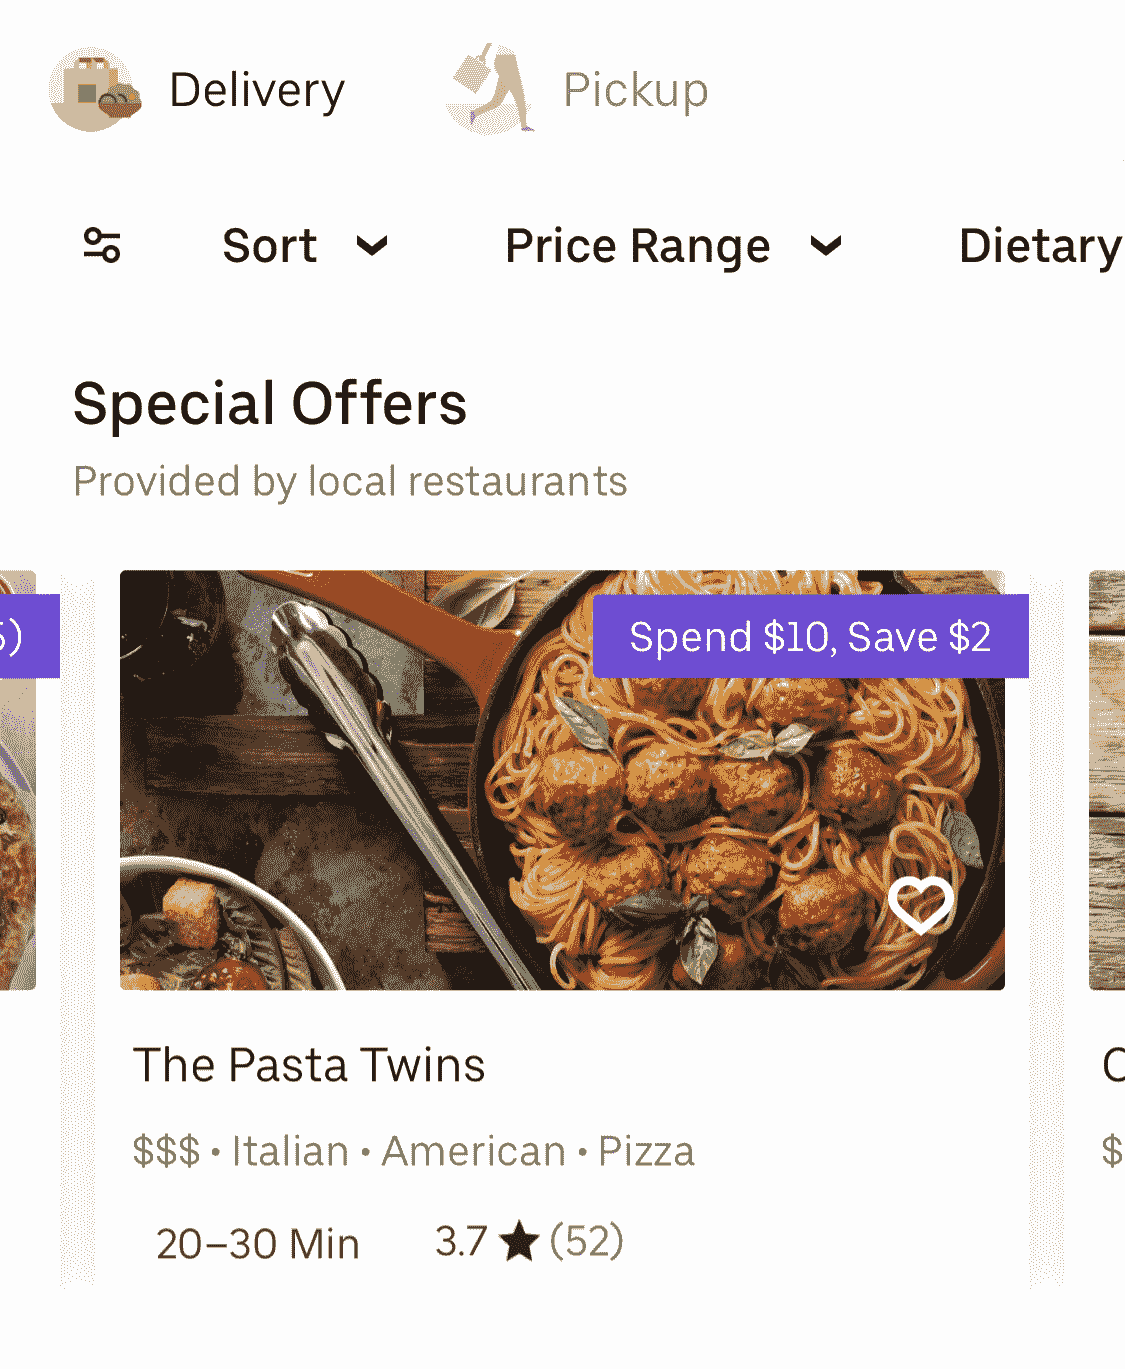 Delivery
Pickup
Sort
Price Range
Dietary
Special Offers
Provided by local restaurants
Spend $10, Save $2
The Pasta Twins
$$$ • Italian • American • Pizza
20–30 Min 3.7 ★ (52)
$